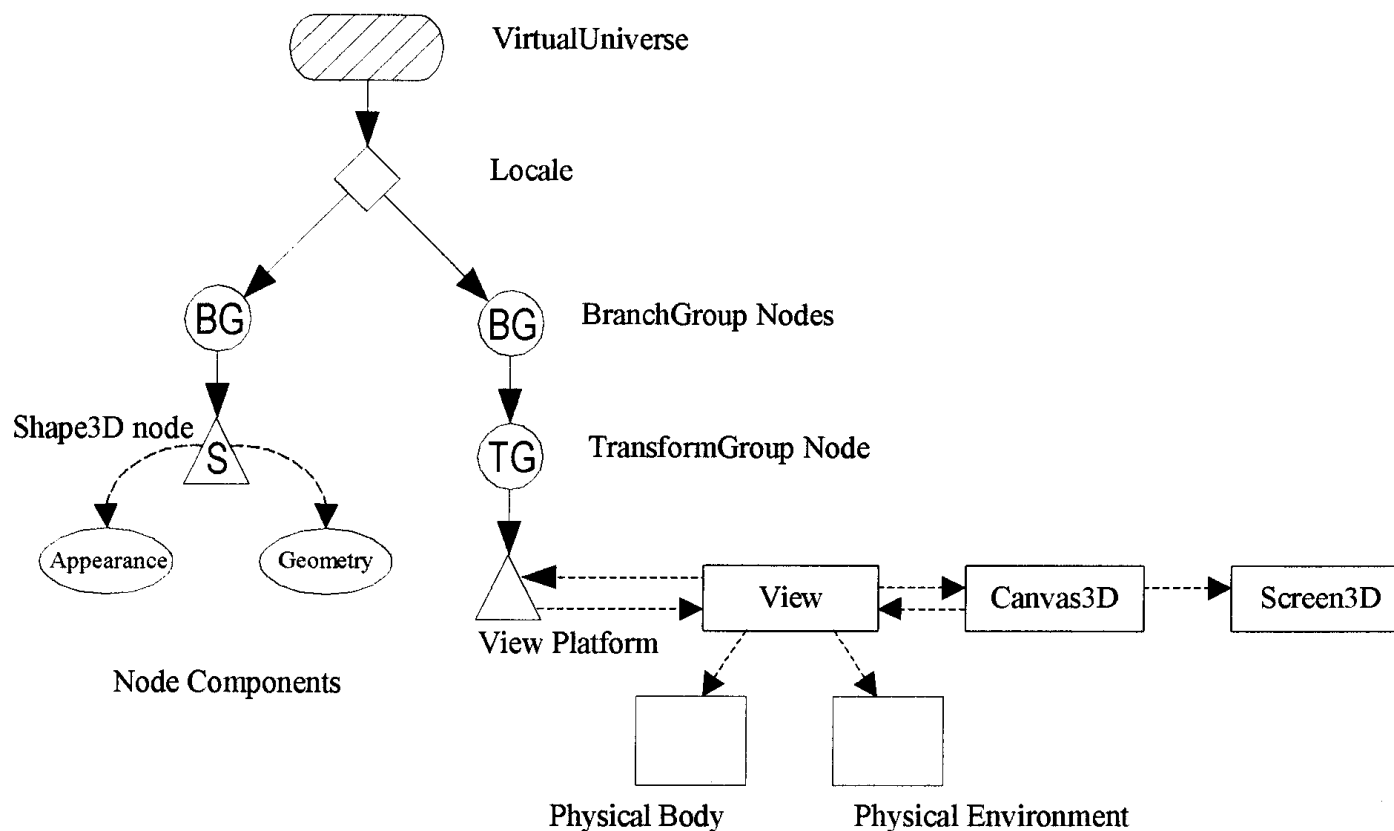 VirtualUniverse
Locale
BG
BG
BranchGroup Nodes
Shape3D node
S
TG
TransformGroup Node
Appearance
Geometry
View
Canvas3D
Screen3D
View Platform
Node Components
Physical Body
Physical Environment